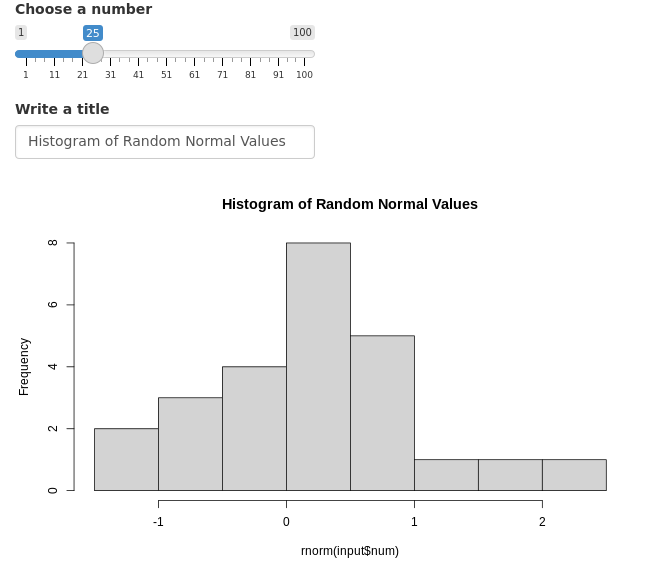 Choose a number
1 25 100
1 11 21 31 41 51 61 71 81 91 100
Write a title
Histogram of Random Normal Values
Histogram of Random Normal Values
Frequency
8
6
4
2
0
-1 0 1 2
rnorm(input$num)